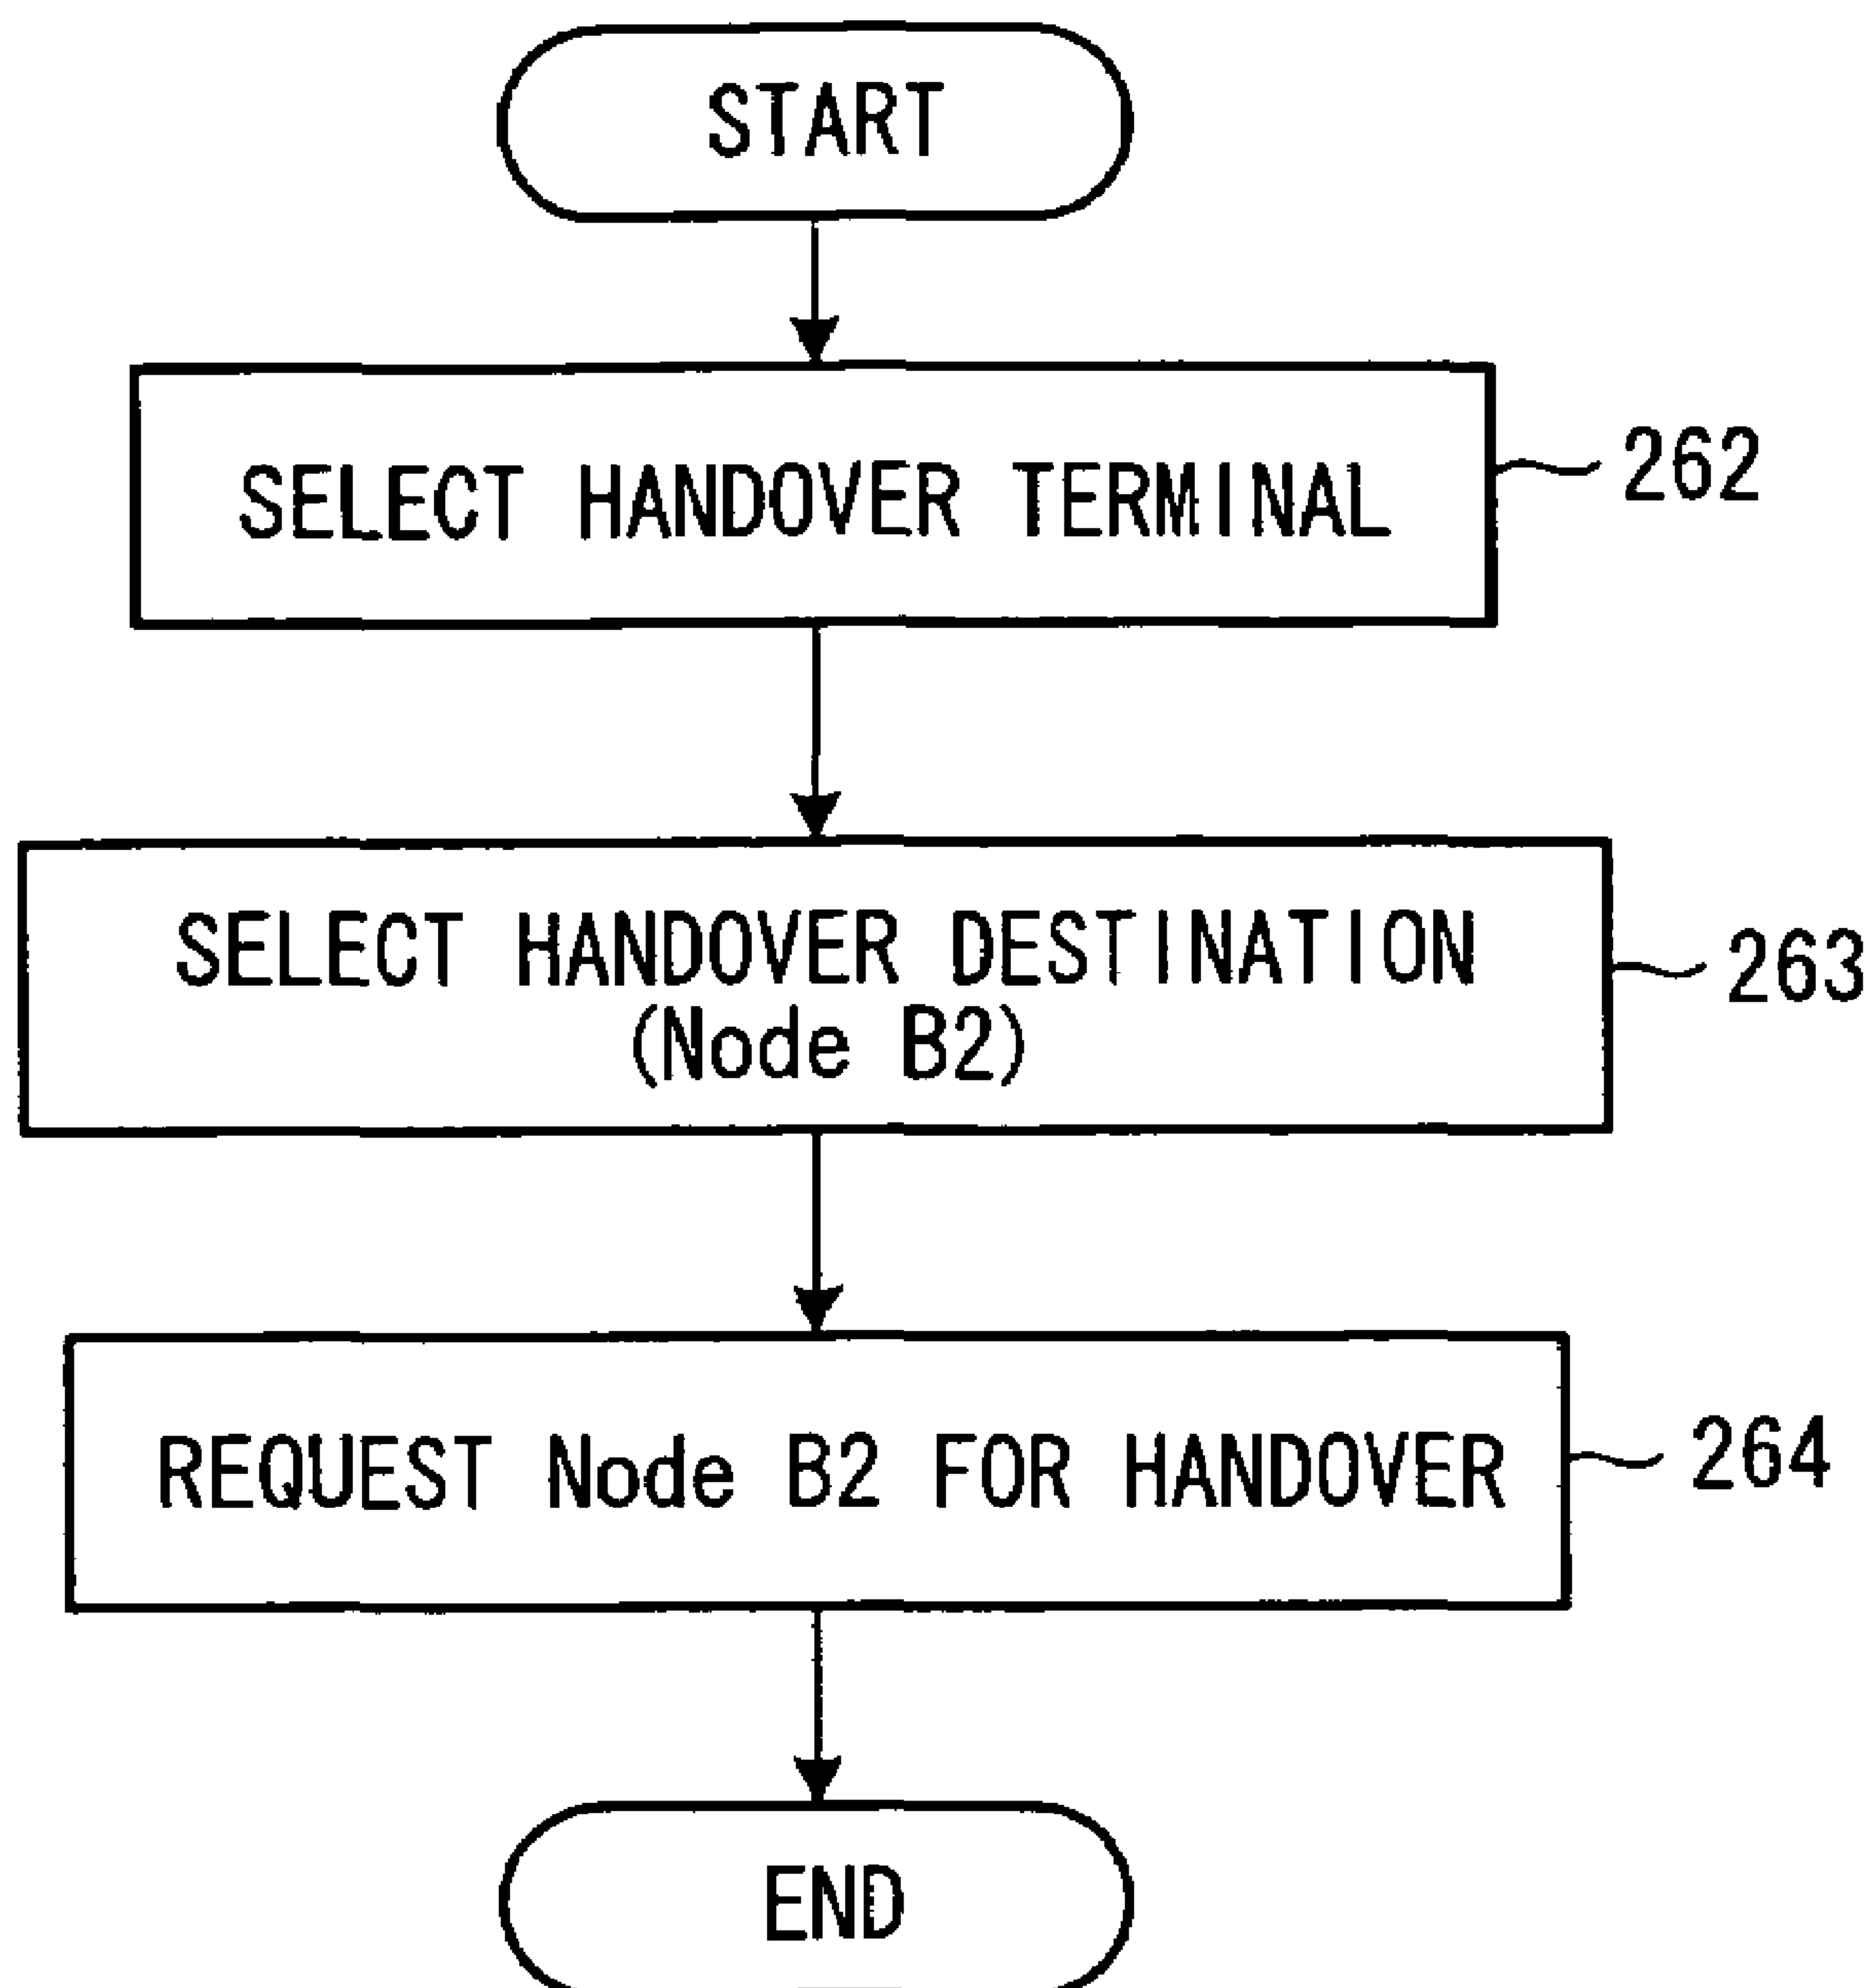 START
SELECT HANDOVER TERMINAL
262
SELECT HANDOVER DESTINATION
(Node B2)
263
REQUEST Node B2 FOR HANDOVER
264
END